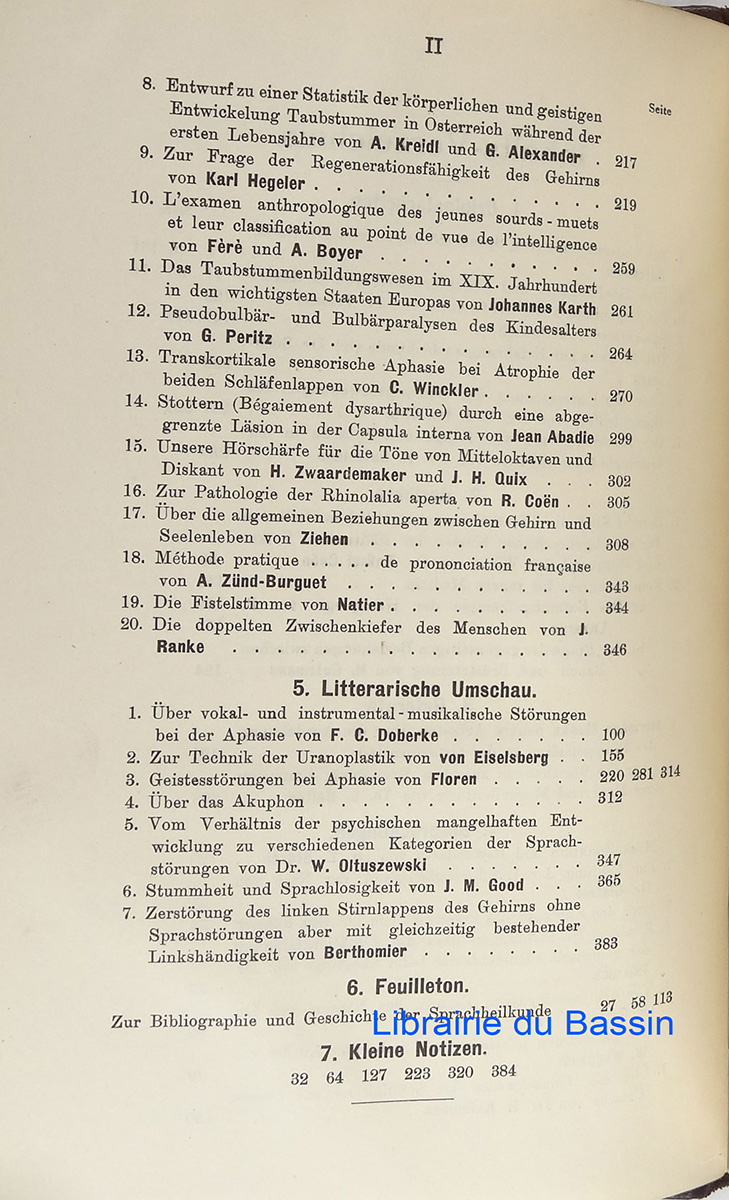 II
Seite
8. Entwurf zu einer Statistik der körperlichen und geistigen
Entwickelung Taubstummer in Österreich während der
ersten Lebensjahre von A. Kreidl und G. Alexander . 217
9. Zur Frage der Regenerationsfähigkeit des Gehirns
von Karl Hegeler . . . . . . . . . . . . . 219
10. L'examen anthropologique des jeunes sourds-muets
et leur classification au point de vue de l'intelligence
von Fèrè und A. Boyer . . . . . . . . . . 259
11. Das Taubstummenbildungswesen im XIX. Jahrhundert
in den wichtigsten Staaten Europas von Johannes Karth 261
12. Pseudobulbär- und Bulbärparalysen des Kindesalters
von G. Peritz . . . . . . . . . . . . . . 264
13. Transkortikale sensorische Aphasie bei Atrophie der
beiden Schläfenlappen von C. Winckler . . . . . . 270
14. Stottern (Bégaiement dysarthrique) durch eine abge-
grenzte Läsion in der Capsula interna von Jean Abadie 299
15. Unsere Hörschärfe für die Töne von Mitteloktaven und
Diskant von H. Zwaardemaker und J. H. Quix . . . 302
16. Zur Pathologie der Rhinolalia aperta von R. Coën . . 305
17. Über die allgemeinen Beziehungen zwischen Gehirn und
Seelenleben von Ziehen . . . . . . . . . . . 308
18. Méthode pratique . . . . . de prononciation française
von A. Zünd-Burguet . . . . . . . . . . . . 343
19. Die Fistelstimme von Natier . . . . . . . . . . 344
20. Die doppelten Zwischenkiefer des Menschen von J.
Ranke . . . . . . . . . . . . . . . . . 346
5. Litterarische Umschau.
1. Über vokal- und instrumental-musikalische Störungen
bei der Aphasie von F. C. Doberke . . . . . . . 100
2. Zur Technik der Uranoplastik von von Eiselsberg . . 155
3. Geistesstörungen bei Aphasie von Floren . . . . . 220 281 314
4. Über das Akuphon . . . . . . . . . . . . . 312
5. Vom Verhältnis der psychischen mangelhaften Ent-
wicklung zu verschiedenen Kategorien der Sprach-
störungen von Dr. W. Oltuszewski . . . . . . . 347
6. Stummheit und Sprachlosigkeit von J. M. Good . . . 365
7. Zerstörung des linken Stirnlappens des Gehirns ohne
Sprachstörungen aber mit gleichzeitig bestehender
Linkshändigkeit von Berthomier . . . . . . . . 383
6. Feuilleton.
Zur Bibliographie und Geschichte der Sprachheilkunde 27 58 113
Librairie du Bassin
7. Kleine Notizen.
32 64 127 223 320 384